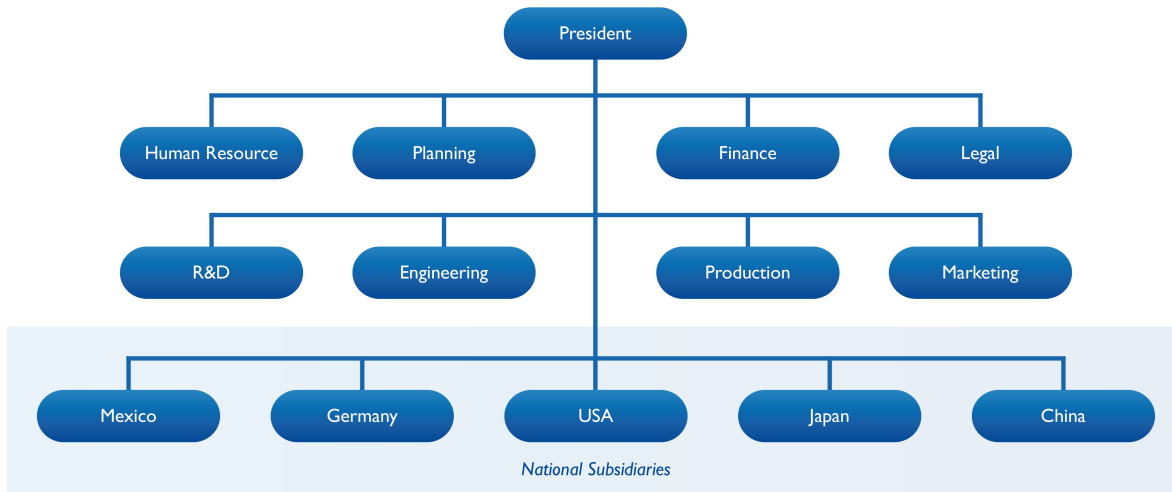 President
Human Resource
Planning
Finance
Legal
R&D
Engineering
Production
Marketing
Mexico
Germany
USA
Japan
China
National Subsidiaries